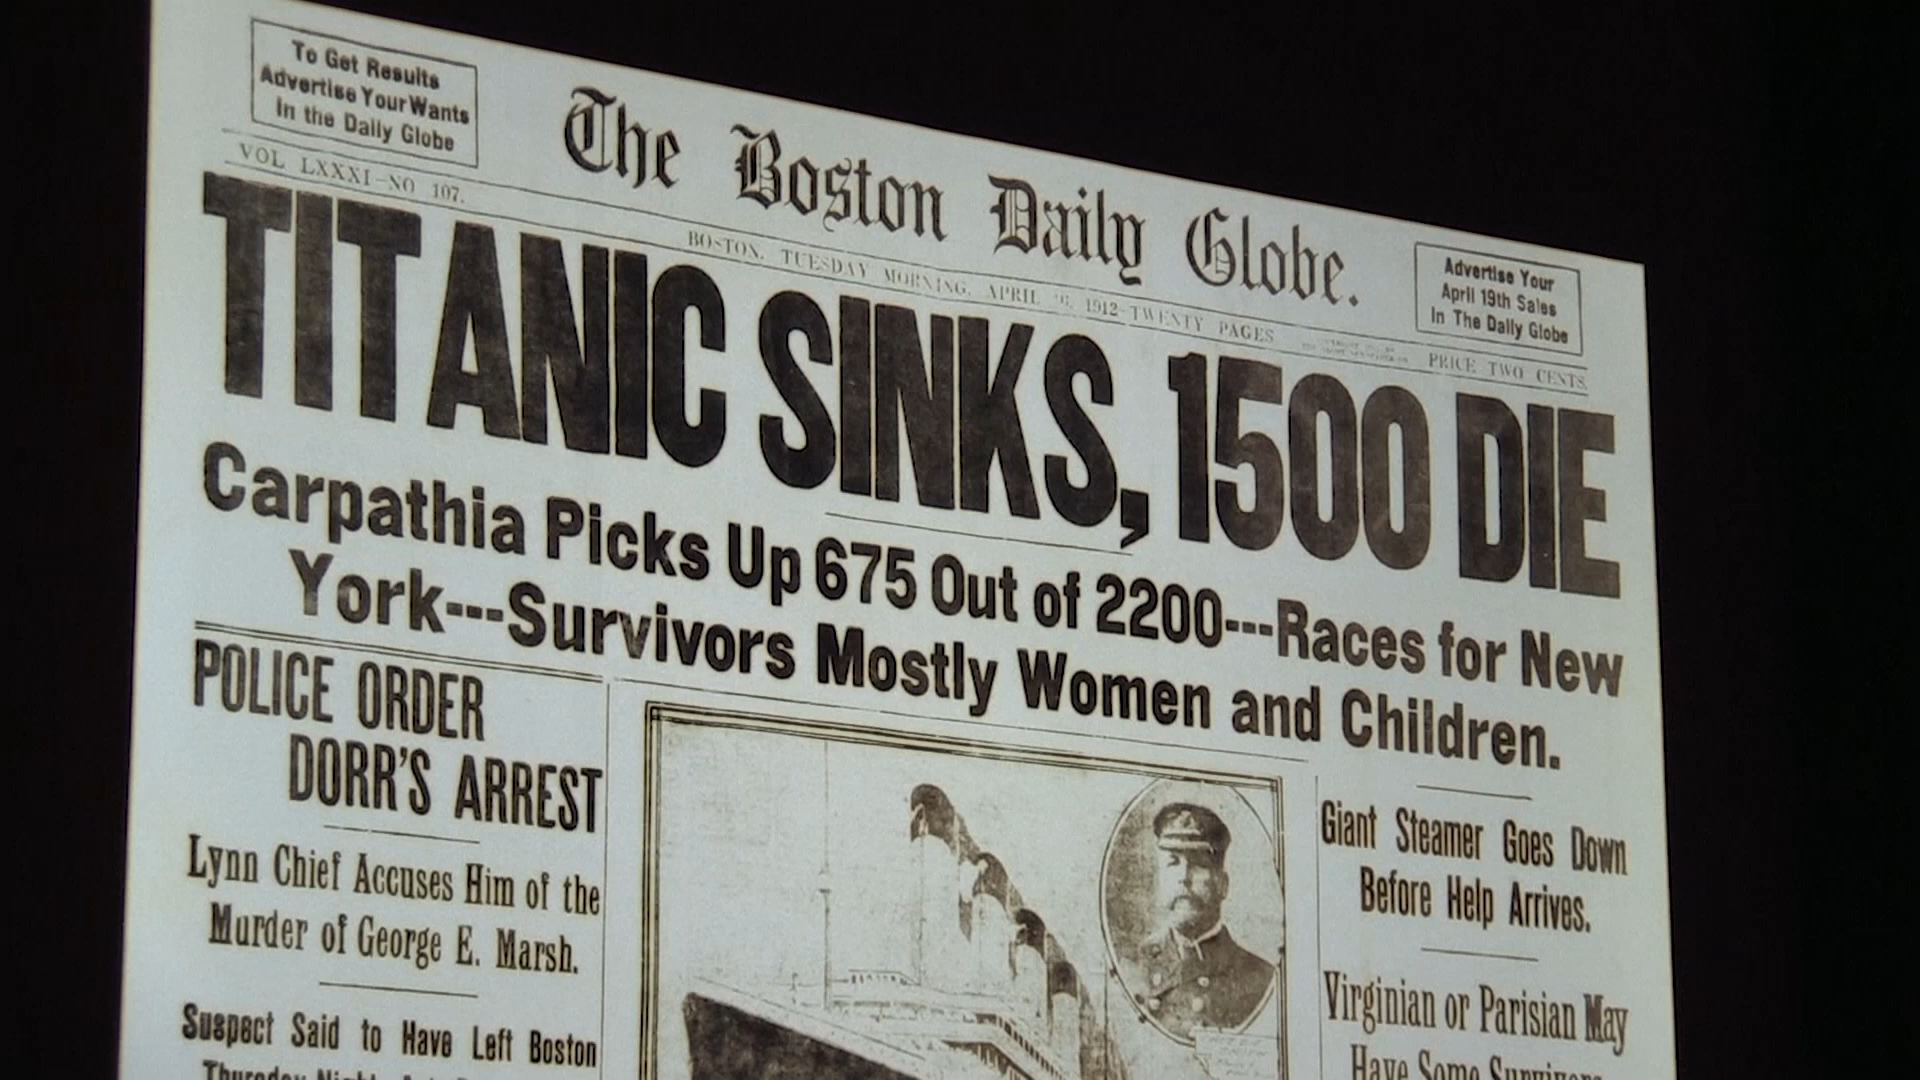 To Get Results
Advertise Your Wants
In the Daily Globe
The Boston Daily Globe.
Advertise Your
April 19th Sales
In The Daily Globe
VOL LXXXI—NO 107.
BOSTON, TUESDAY MORNING, APRIL 1912—TWENTY PAGES
PRICE TWO CENTS.
TITANIC SINKS, 1500 DIE
Carpathia Picks Up 675 Out of 2200---Races for New
York---Survivors Mostly Women and Children.
POLICE ORDER
DORR'S ARREST
Lynn Chief Accuses Him of the
Murder of George E. Marsh.
Suspect Said to Have Left Boston
Giant Steamer Goes Down
Before Help Arrives.
Virginian or Parisian May
Have Some Survivors